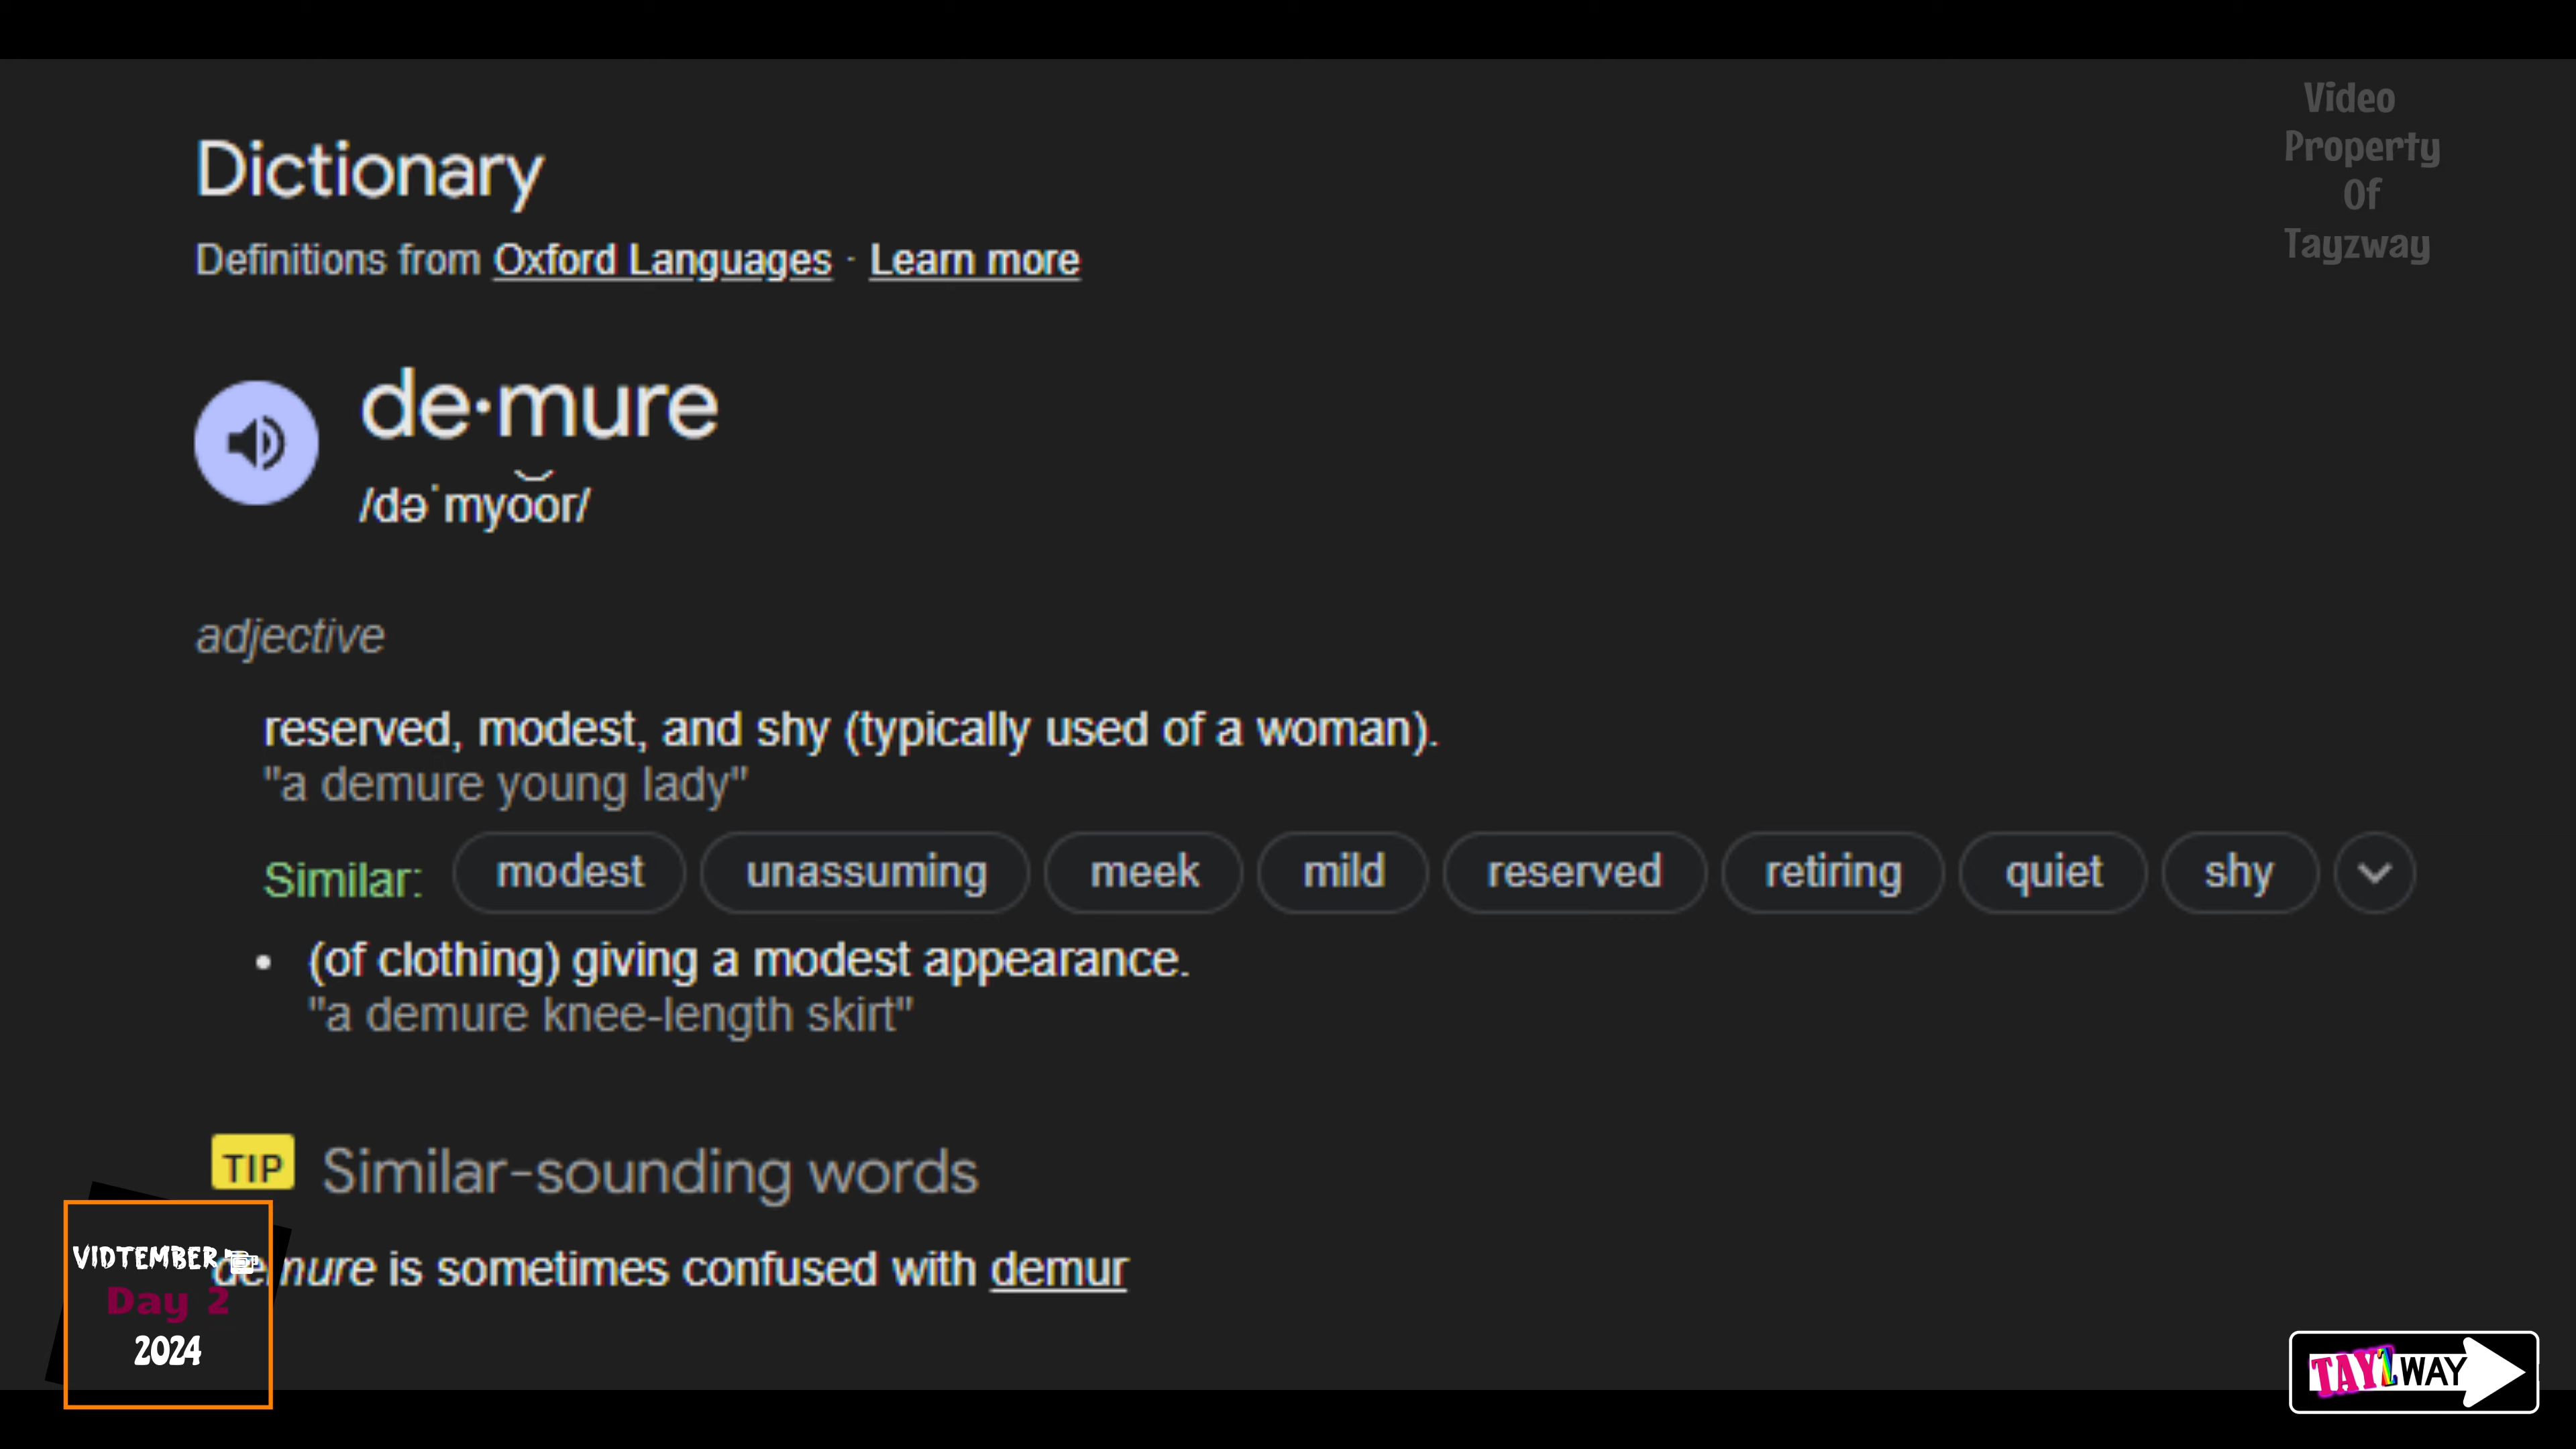 Video
Property
Of
Tayzway
Dictionary
Definitions from Oxford Languages · Learn more
de·mure
/dəˈmyo͝or/
adjective
reserved, modest, and shy (typically used of a woman).
"a demure young lady"
Similar: modest unassuming meek mild reserved retiring quiet shy
• (of clothing) giving a modest appearance.
"a demure knee-length skirt"
TIP Similar-sounding words
demure is sometimes confused with demur
VIDTEMBER
Day 2
2024
TAY'Z WAY